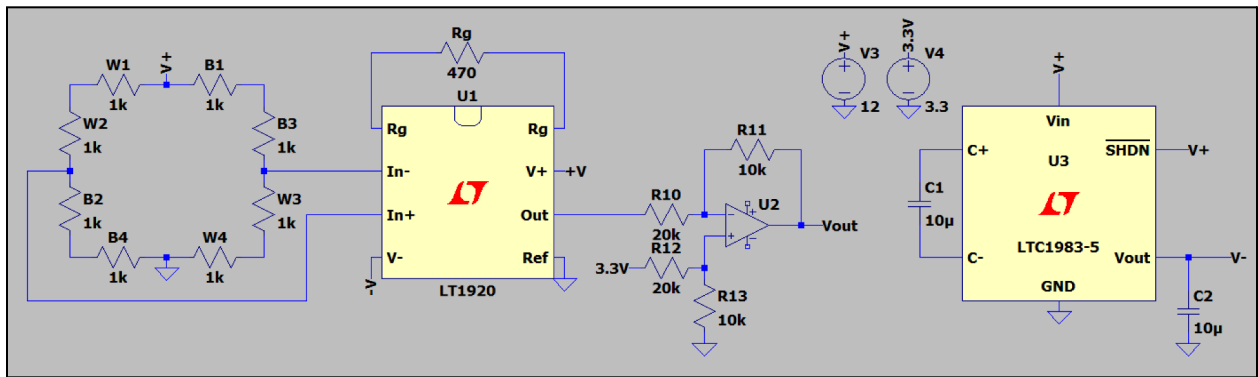 W1
1k
V+
B1
1k
W2
1k
B3
1k
B2
1k
W3
1k
B4
1k
W4
1k
Rg
470
U1
Rg
Rg
In-
V+
+V
In+
Out
V-
Ref
-V
LT1920
R11
10k
R10
20k
U2
Vout
R12
3.3V
20k
R13
10k
V+
V3
12
3.3V
V4
3.3
V+
Vin
C+
SHDN
V+
U3
C1
10µ
LTC1983-5
C-
Vout
V-
GND
C2
10µ